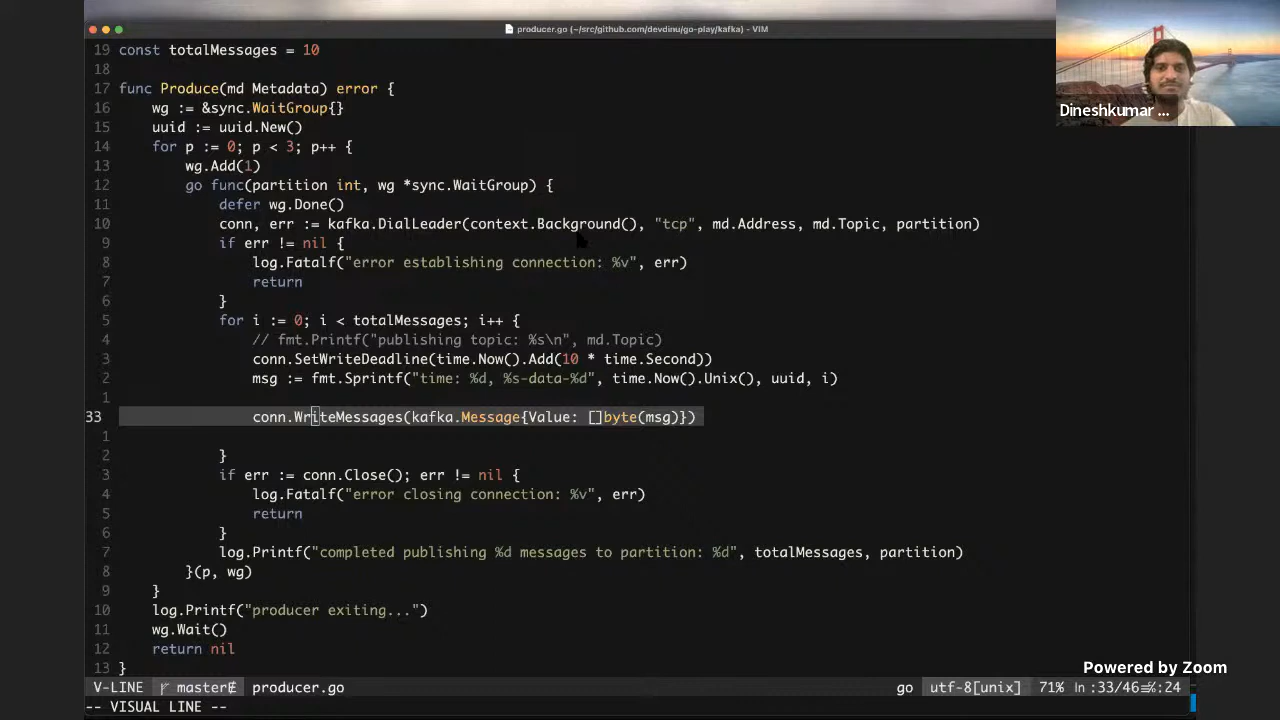 producer.go (~/src/github.com/devdinu/go-play/kafka) - VIM
19 const totalMessages = 10
18
17 func Produce(md Metadata) error {
16 wg := &sync.WaitGroup{}
15 uuid := uuid.New()
14 for p := 0; p < 3; p++ {
13 wg.Add(1)
12 go func(partition int, wg *sync.WaitGroup) {
11 defer wg.Done()
10 conn, err := kafka.DialLeader(context.Background(), "tcp", md.Address, md.Topic, partition)
9 if err != nil {
8 log.Fatalf("error establishing connection: %v", err)
7 return
6 }
5 for i := 0; i < totalMessages; i++ {
4 // fmt.Printf("publishing topic: %s\n", md.Topic)
3 conn.SetWriteDeadline(time.Now().Add(10 * time.Second))
2 msg := fmt.Sprintf("time: %d, %s-data-%d", time.Now().Unix(), uuid, i)
1
33 conn.WriteMessages(kafka.Message{Value: []byte(msg)})
1
2 }
3 if err := conn.Close(); err != nil {
4 log.Fatalf("error closing connection: %v", err)
5 return
6 }
7 log.Printf("completed publishing %d messages to partition: %d", totalMessages, partition)
8 }(p, wg)
9 }
10 log.Printf("producer exiting...")
11 wg.Wait()
12 return nil
13 }
V-LINE master producer.go go utf-8[unix] 71% :33/46 :24
-- VISUAL LINE --
Dineshkumar ...
Powered by Zoom